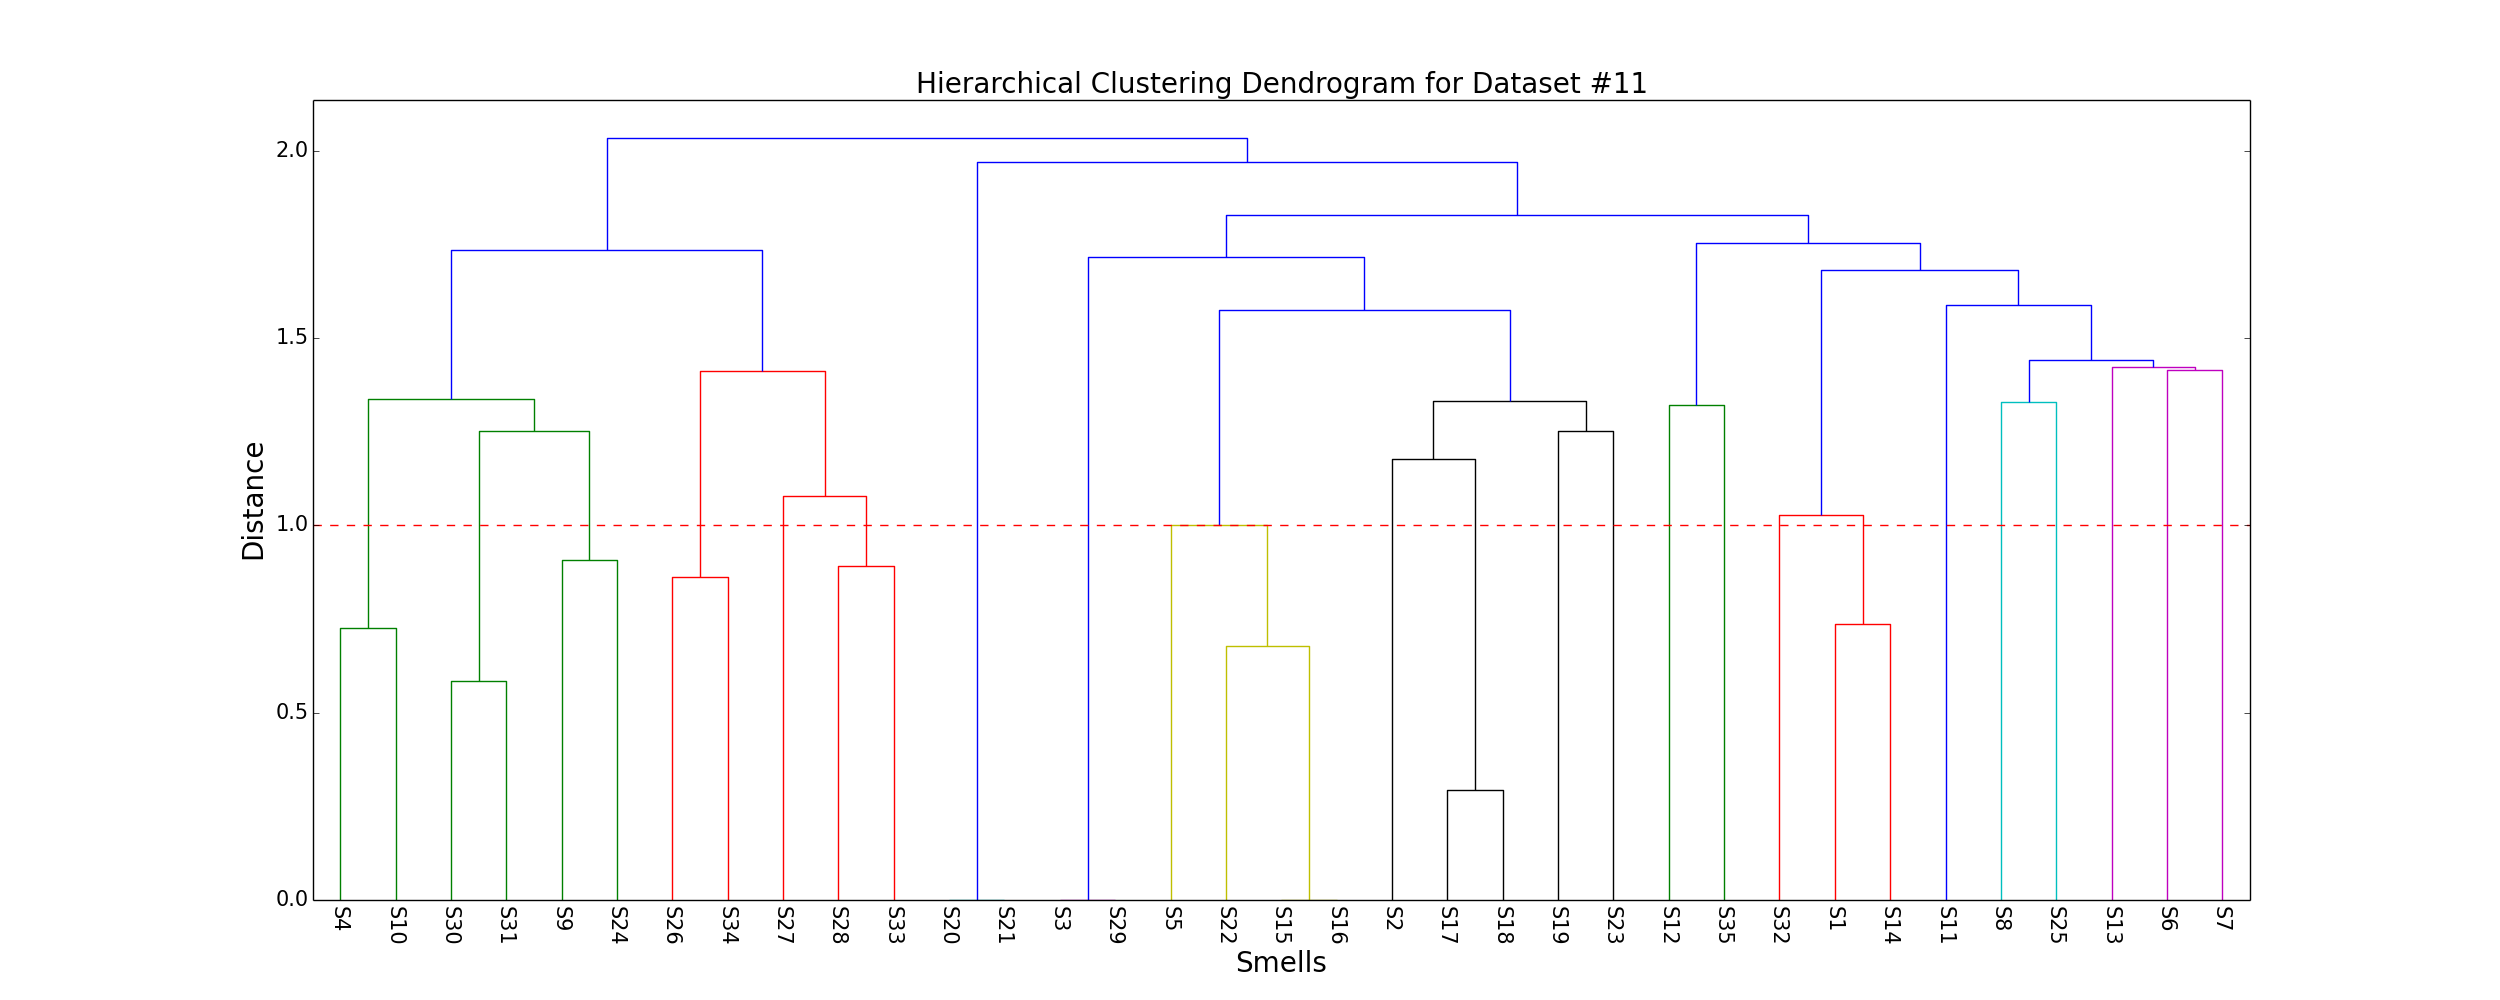 Hierarchical Clustering Dendrogram for Dataset #11
2.0
1.5
1.0
0.5
0.0
Distance
S4 S10 S30 S31 S9 S24 S26 S34 S27 S28 S33 S20 S21 S3 S29 S5 S22 S15 S16 S2 S17 S18 S19 S23 S12 S35 S32 S1 S14 S11 S8 S25 S13 S6 S7
Smells